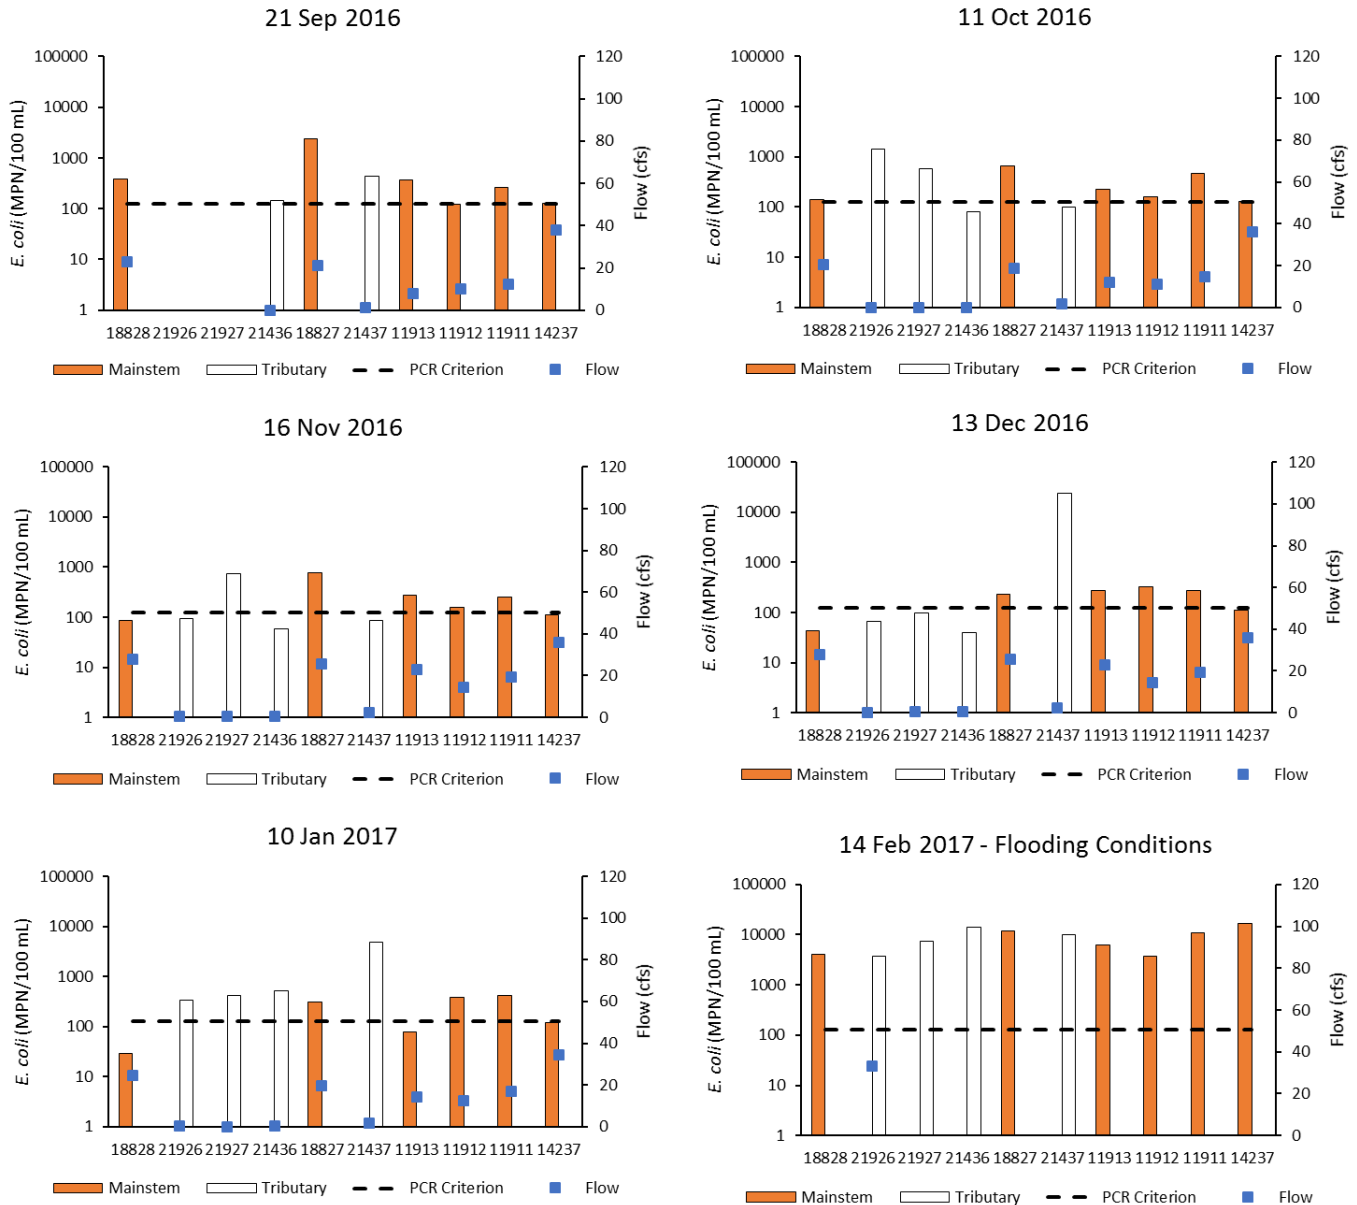 21 Sep 2016
E. coli (MPN/100 mL)
100000
10000
1000
100
10
1
120
100
80
60
40
20
0
Flow (cfs)
18828 21926 21927 21436 18827 21437 11913 11912 11911 14237
Mainstem Tributary PCR Criterion Flow
11 Oct 2016
E. coli (MPN/100 mL)
100000
10000
1000
100
10
1
120
100
80
60
40
20
0
Flow (cfs)
18828 21926 21927 21436 18827 21437 11913 11912 11911 14237
Mainstem Tributary PCR Criterion Flow
16 Nov 2016
E. coli (MPN/100 mL)
100000
10000
1000
100
10
1
120
100
80
60
40
20
0
Flow (cfs)
18828 21926 21927 21436 18827 21437 11913 11912 11911 14237
Mainstem Tributary PCR Criterion Flow
13 Dec 2016
E. coli (MPN/100 mL)
100000
10000
1000
100
10
1
120
100
80
60
40
20
0
Flow (cfs)
18828 21926 21927 21436 18827 21437 11913 11912 11911 14237
Mainstem Tributary PCR Criterion Flow
10 Jan 2017
E. coli (MPN/100 mL)
100000
10000
1000
100
10
1
120
100
80
60
40
20
0
Flow (cfs)
18828 21926 21927 21436 18827 21437 11913 11912 11911 14237
Mainstem Tributary PCR Criterion Flow
14 Feb 2017 - Flooding Conditions
E. coli (MPN/100 mL)
100000
10000
1000
100
10
1
120
100
80
60
40
20
0
Flow (cfs)
18828 21926 21927 21436 18827 21437 11913 11912 11911 14237
Mainstem Tributary PCR Criterion Flow